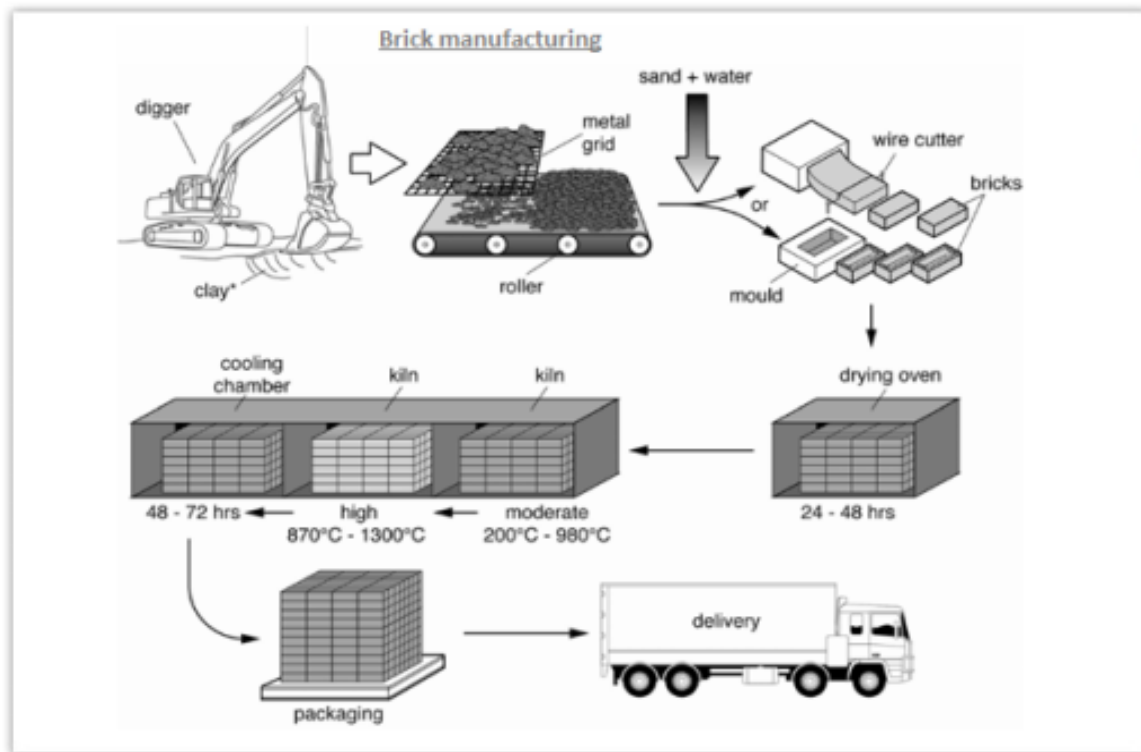 Brick manufacturing
digger
clay*
metal
grid
roller
sand + water
or
wire cutter
bricks
mould
drying oven
24 - 48 hrs
kiln
moderate
200°C - 980°C
kiln
high
870°C - 1300°C
cooling
chamber
48 - 72 hrs
packaging
delivery